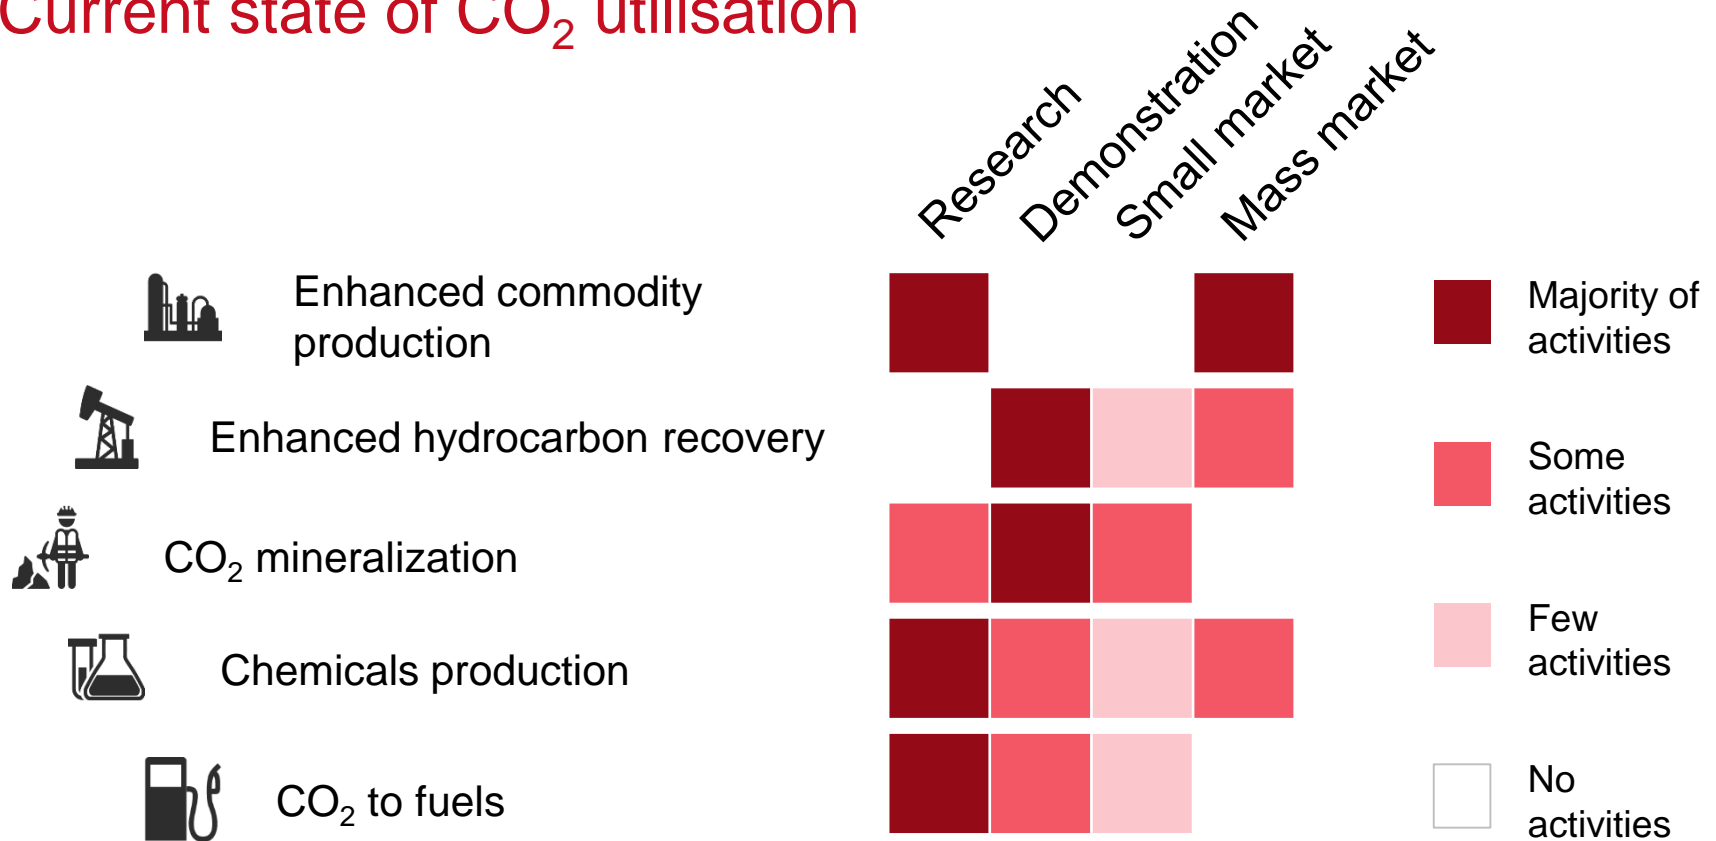 Current state of CO₂ utilisation
Research
Demonstration
Small market
Mass market
Enhanced commodity
production
Enhanced hydrocarbon recovery
CO₂ mineralization
Chemicals production
CO₂ to fuels
Majority of
activities
Some
activities
Few
activities
No
activities